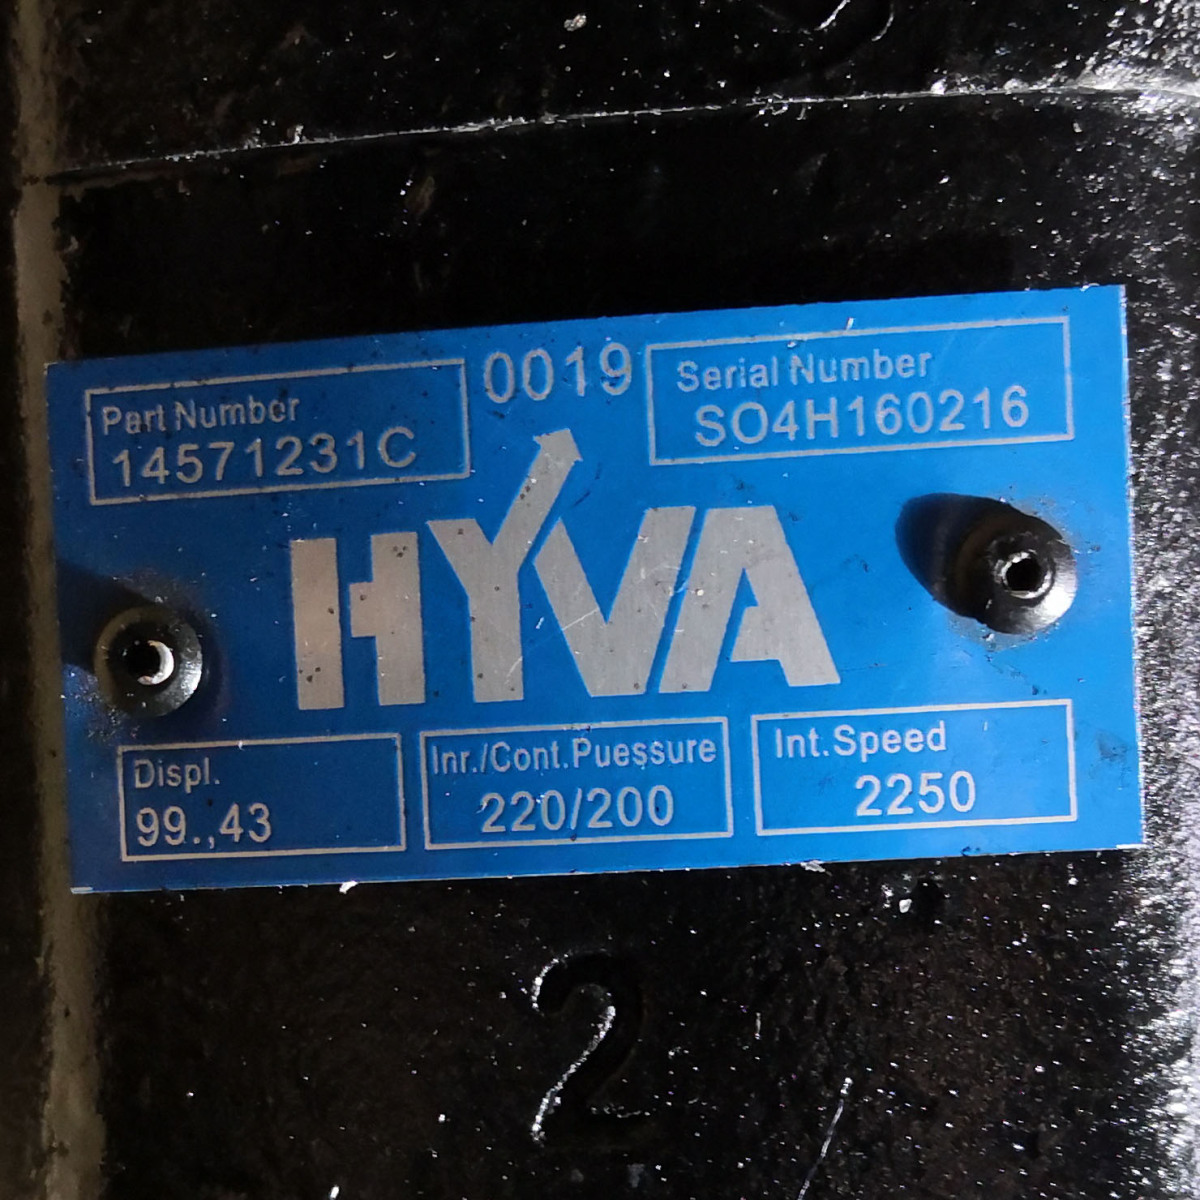 Part Number
14571231C
0019
Serial Number
SO4H160216
HYVA
Displ.
99.,43
Inr./Cont.Puessure
220/200
Int.Speed
2250
2